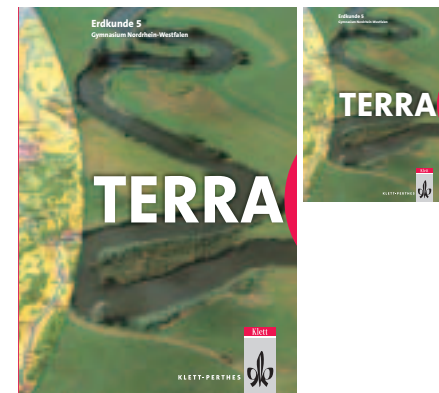 Erdkunde 5
Gymnasium Nordrhein-Westfalen
TERRA
Klett
KLETT-PERTHES
Erdkunde 5
Gymnasium Nordrhein-Westfalen
TERRA
Klett
KLETT-PERTHES